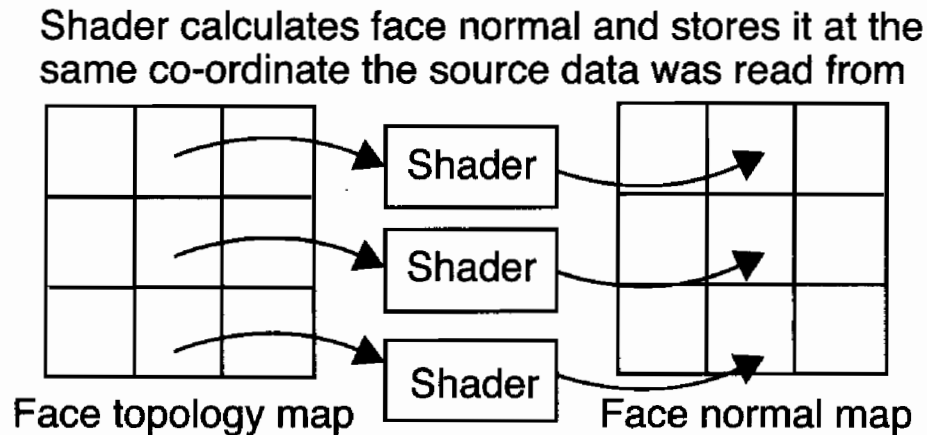 Shader calculates face normal and stores it at the
same co-ordinate the source data was read from
Shader
Shader
Shader
Face topology map
Face normal map